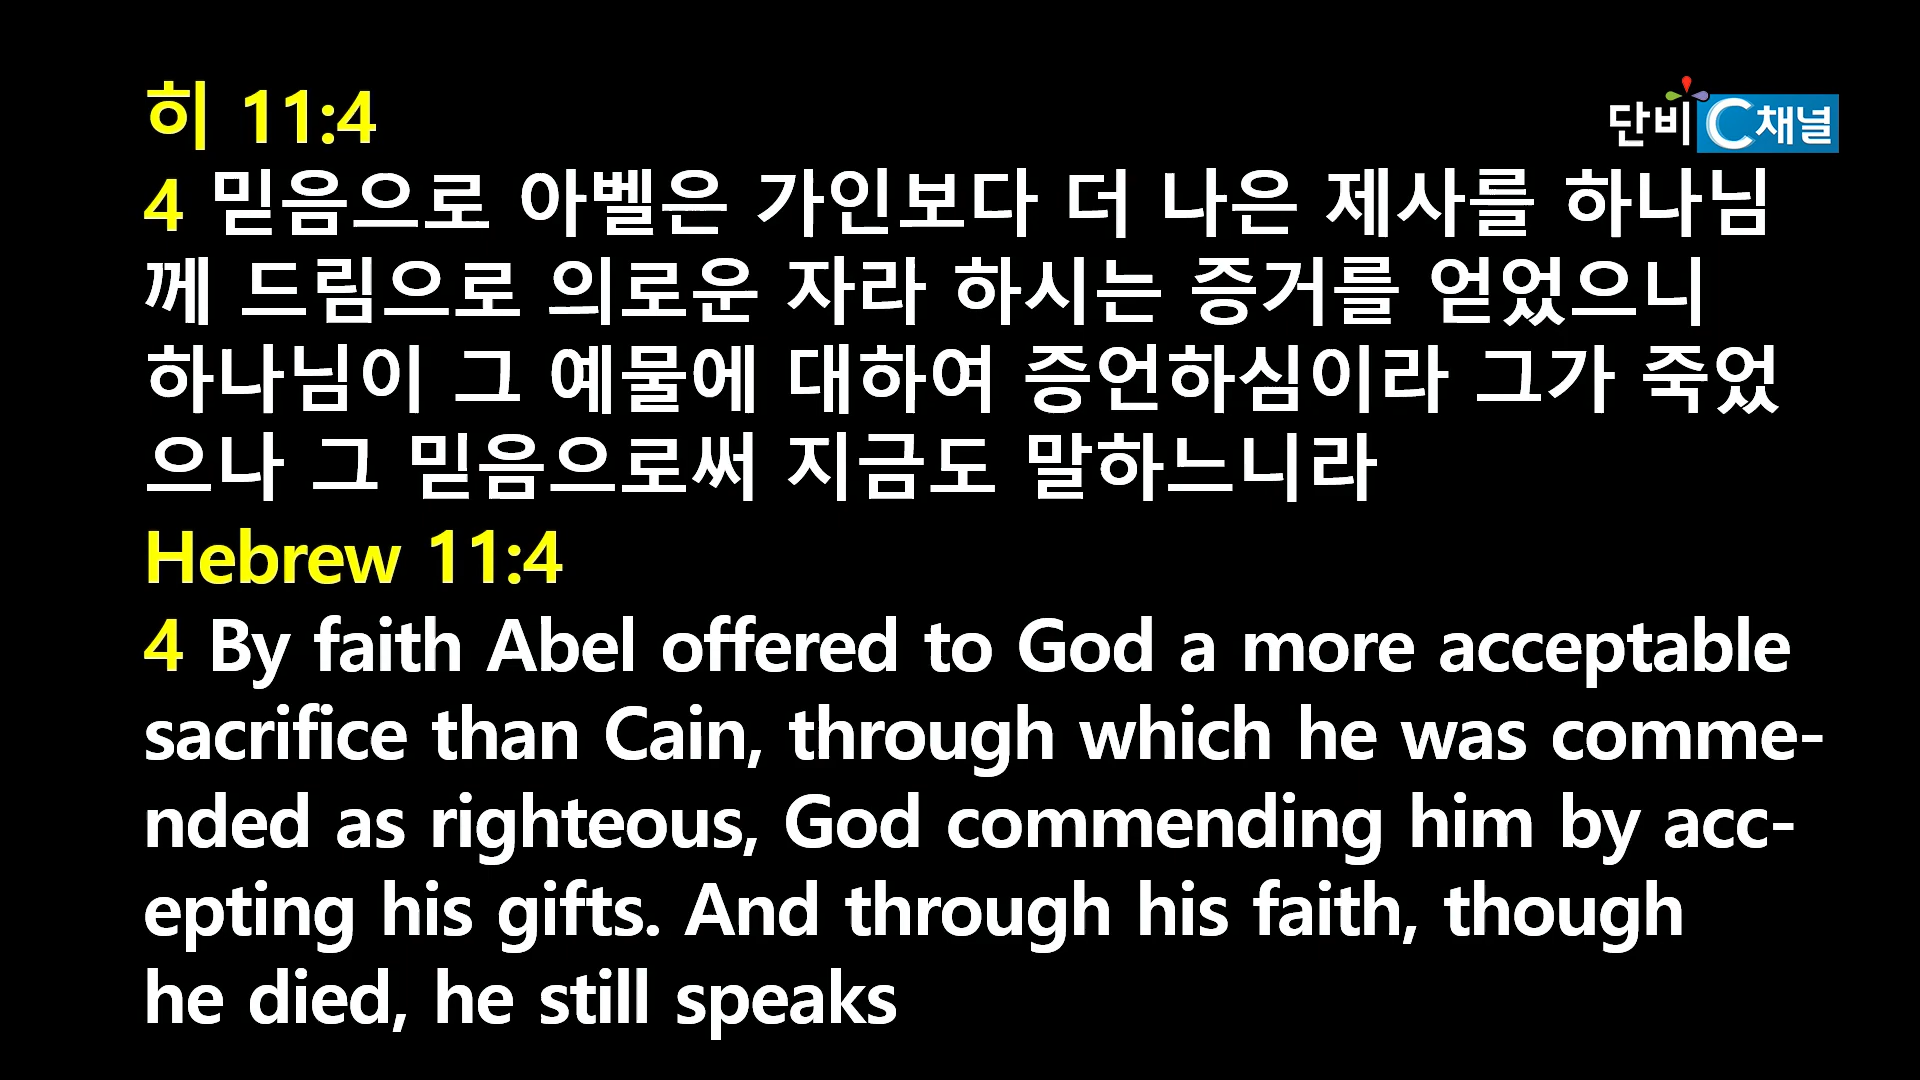 히 11:4
단비 C채널
4 믿음으로 아벨은 가인보다 더 나은 제사를 하나님
께 드림으로 의로운 자라 하시는 증거를 얻었으니
하나님이 그 예물에 대하여 증언하심이라 그가 죽었
으나 그 믿음으로써 지금도 말하느니라
Hebrew 11:4
4 By faith Abel offered to God a more acceptable
sacrifice than Cain, through which he was comme-
nded as righteous, God commending him by acc-
epting his gifts. And through his faith, though
he died, he still speaks